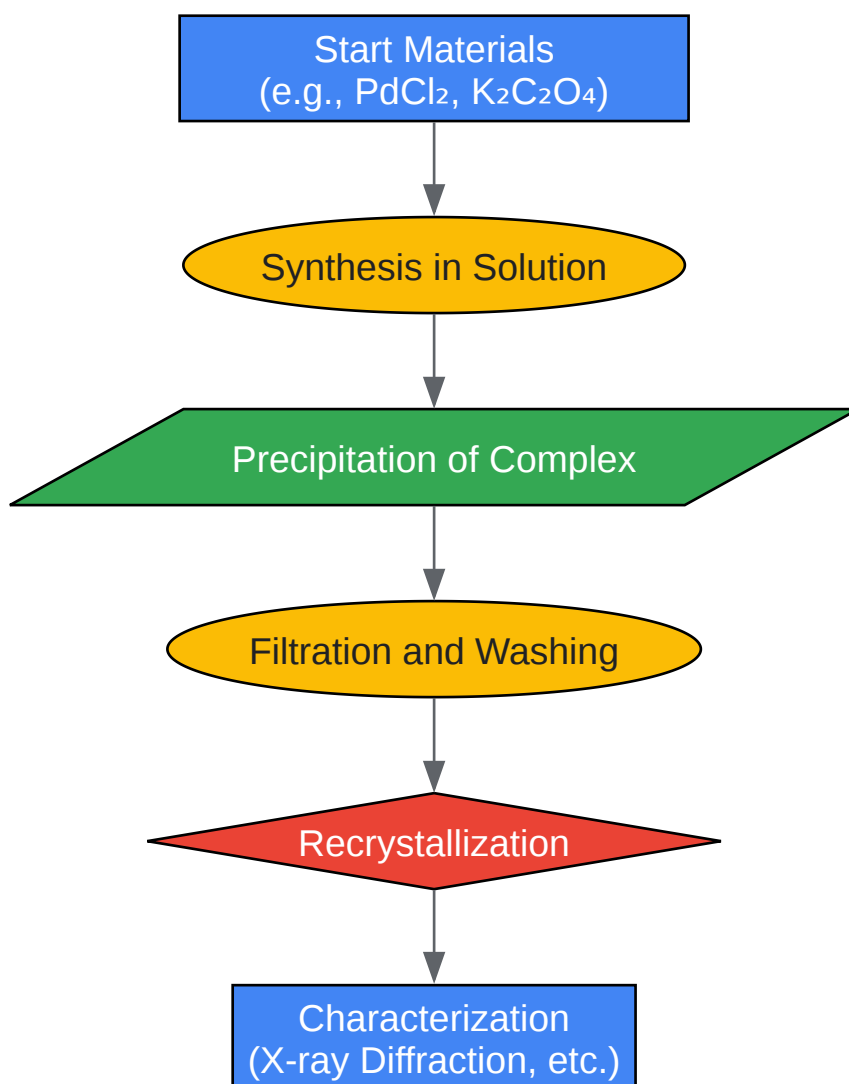 Start Materials
(e.g., PdCl₂, K₂C₂O₄)
Synthesis in Solution
Precipitation of Complex
Filtration and Washing
Recrystallization
Characterization
(X-ray Diffraction, etc.)